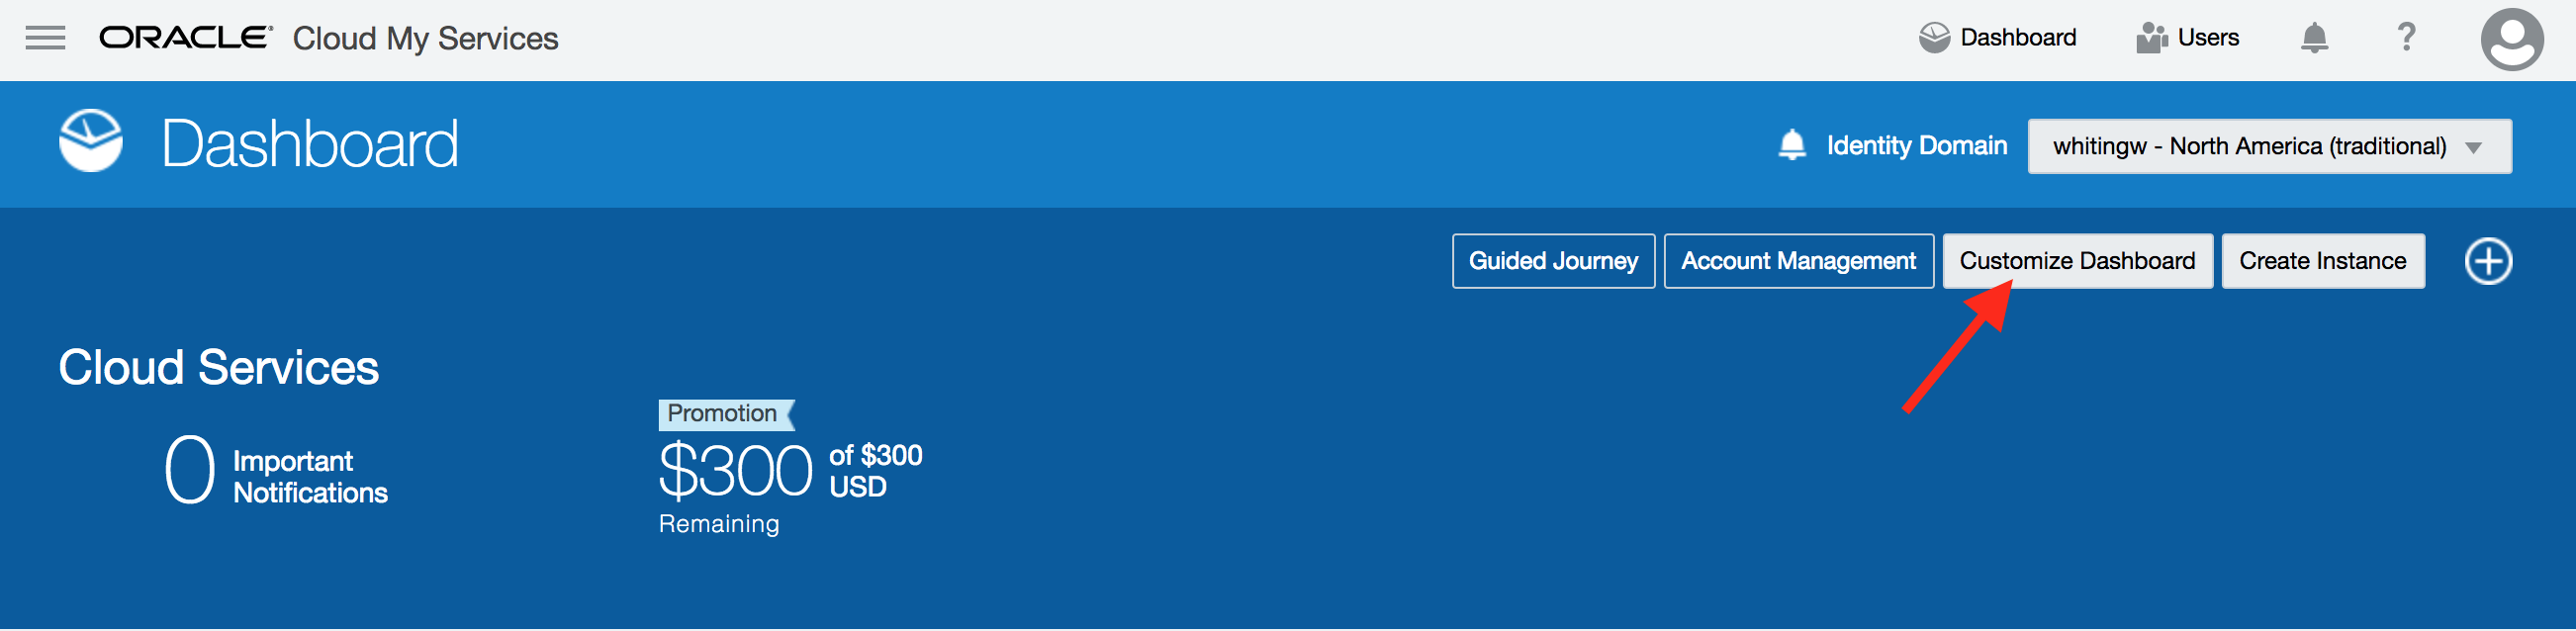 ORACLE® Cloud My Services
Dashboard
Users
?
Dashboard
Identity Domain
whitingw - North America (traditional)
Guided Journey
Account Management
Customize Dashboard
Create Instance
Cloud Services
0 Important
Notifications
Promotion
$300 of $300
USD
Remaining